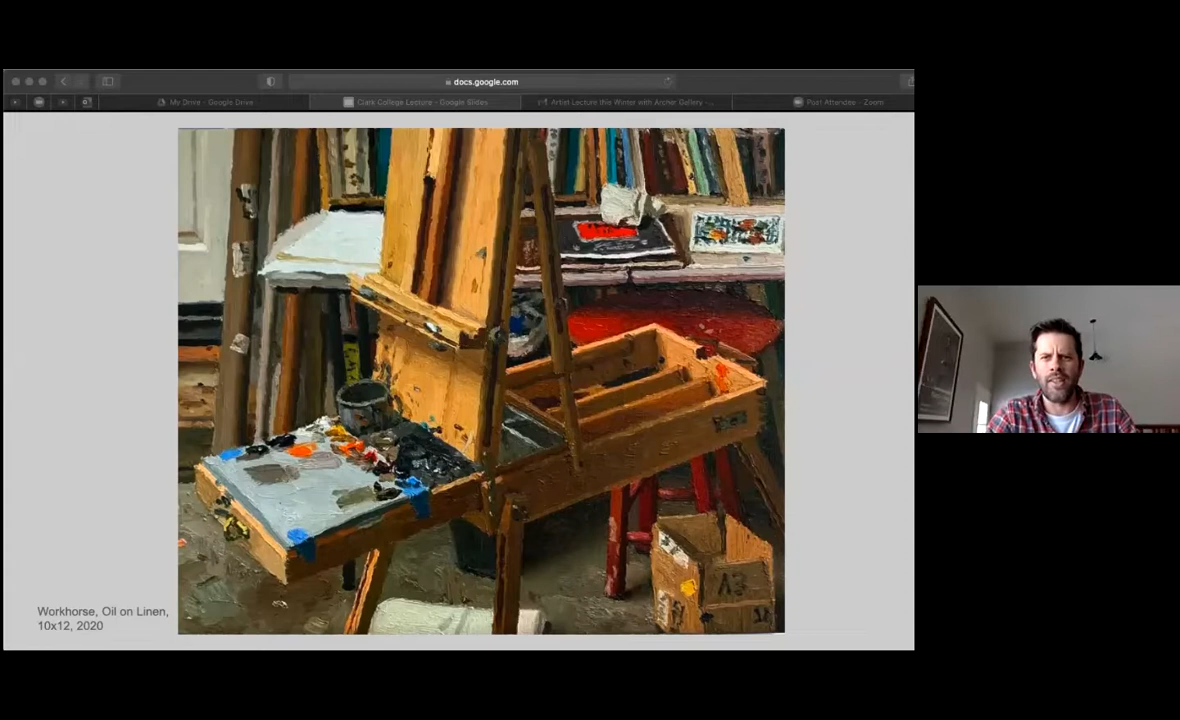 docs.google.com
My Drive - Google Drive
Clark College Lecture - Google Slides
Artist Lecture this Winter with Archer Gallery -...
Post Attendee - Zoom
Workhorse, Oil on Linen,
10x12, 2020